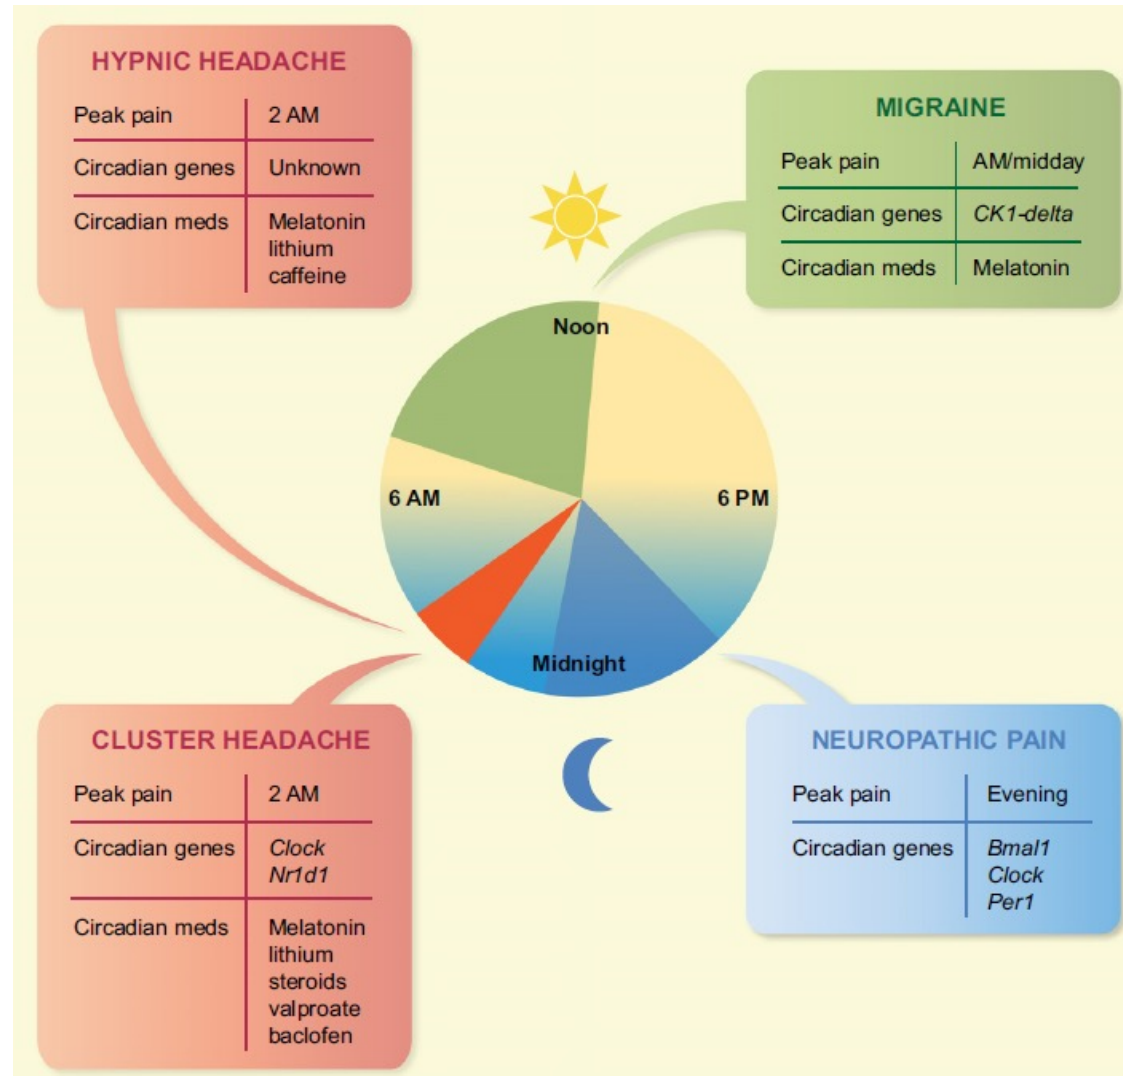 HYPNIC HEADACHE
Peak pain 2 AM
Circadian genes Unknown
Circadian meds Melatonin
lithium
caffeine
MIGRAINE
Peak pain AM/midday
Circadian genes CK1-delta
Circadian meds Melatonin
Noon
6 AM
6 PM
Midnight
CLUSTER HEADACHE
Peak pain 2 AM
Circadian genes Clock
Nr1d1
Circadian meds Melatonin
lithium
steroids
valproate
baclofen
NEUROPATHIC PAIN
Peak pain Evening
Circadian genes Bmal1
Clock
Per1